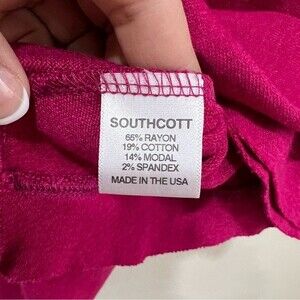 SOUTHCOTT
65% RAYON
19% COTTON
14% MODAL
2% SPANDEX
MADE IN THE USA